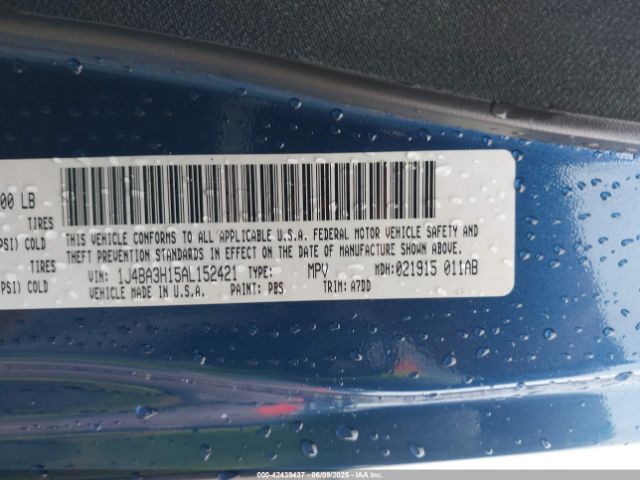 00 LB
TIRES
PSI) COLD
TIRES
PSI) COLD
THIS VEHICLE CONFORMS TO ALL APPLICABLE U.S.A. FEDERAL MOTOR VEHICLE SAFETY AND
THEFT PREVENTION STANDARDS IN EFFECT ON THE DATE OF MANUFACTURE SHOWN ABOVE.
VIN: 1J4BA3H15AL152421 TYPE: MPV MDH:021915 011AB
VEHICLE MADE IN U.S.A. PAINT: PBS TRIM: A7DD
000-42439437 - 06/09/2025 - IAA Inc.